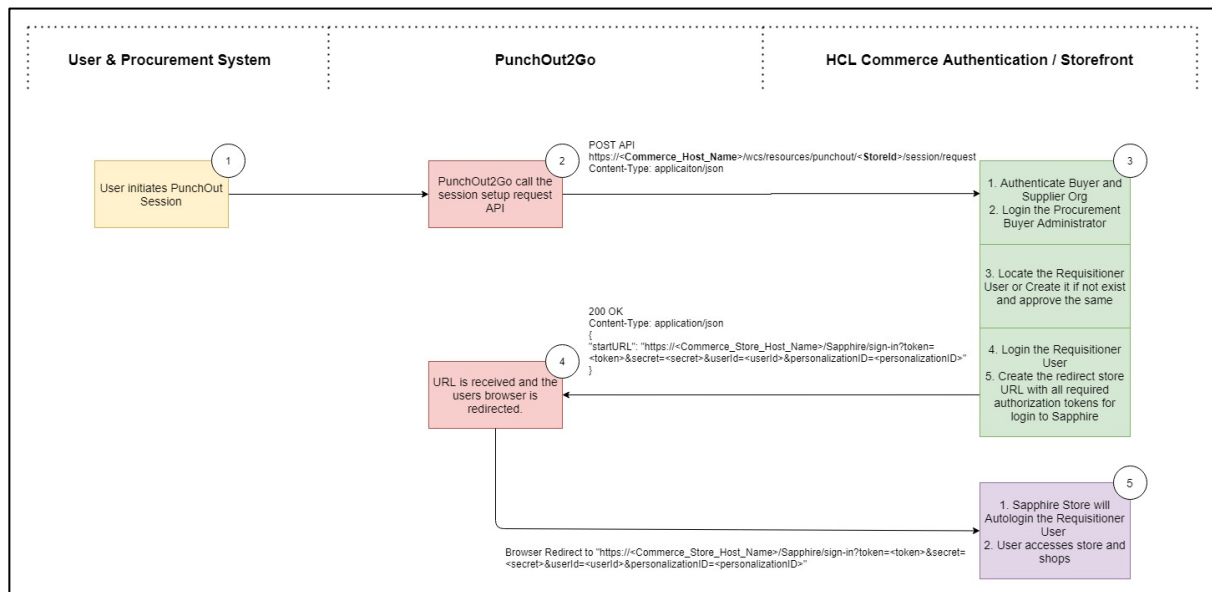 User & Procurement System
PunchOut2Go
HCL Commerce Authentication / Storefront
1
User initiates PunchOut
Session
2
PunchOut2Go call the
session setup request
API
POST API
https://<Commerce_Host_Name>/wcs/resources/punchout/<StoreId>/session/request
Content-Type: applicaiton/json
3
1. Authenticate Buyer and
Supplier Org
2. Login the Procurement
Buyer Administrator
3. Locate the Requisitioner
User or Create it if not exist
and approve the same
4. Login the Requisitioner
User
5. Create the redirect store
URL with all required
authorization tokens for
login to Sapphire
200 OK
Content-Type: application/json
{
"startURL": "https://<Commerce_Store_Host_Name>/Sapphire/sign-in?token=
<token>&secret=<secret>&userId=<userId>&personalizationID=<personalizationID>"
}
4
URL is received and the
users browser is
redirected.
5
1. Sapphire Store will
Autologin the Requisitioner
User
2. User accesses store and
shops
Browser Redirect to "https://<Commerce_Store_Host_Name>/Sapphire/sign-in?token=<token>&secret=
<secret>&userId=<userId>&personalizationID=<personalizationID>"